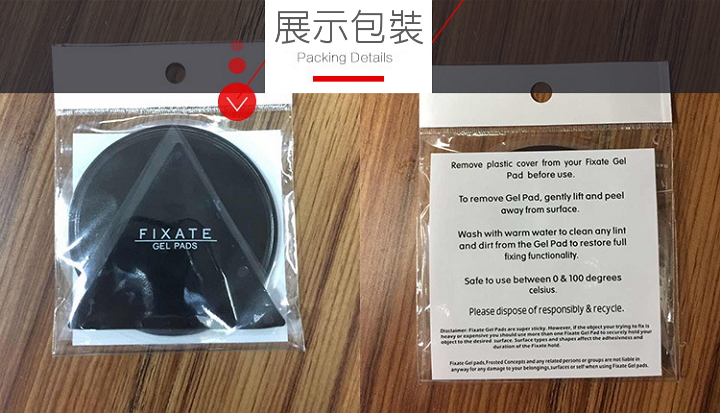 展示包裝
Packing Details
FIXATE
GEL PADS
Remove plastic cover from your Fixate Gel
Pad before use.
To remove Gel Pad, gently lift and peel
away from surface.
Wash with warm water to clean any lint
and dirt from the Gel Pad to restore full
fixing functionality.
Safe to use between 0 & 100 degrees
celsius.
Please dispose of responsibly & recycle.
Disclaimer: Fixate Gel Pads are super sticky. However, if the object your trying to fix is
heavy or expensive you should use more than one Fixate Gel Pad to securely hold your
object to the desired surface. Surface types and shapes affect the adhesiveness and
duration of the Fixate hold.
Fixate Gel pads, Frosted Concepts and any related persons or groups are not liable in
anyway for any damage to your belongings, surfaces or self when using Fixate Gel pads.